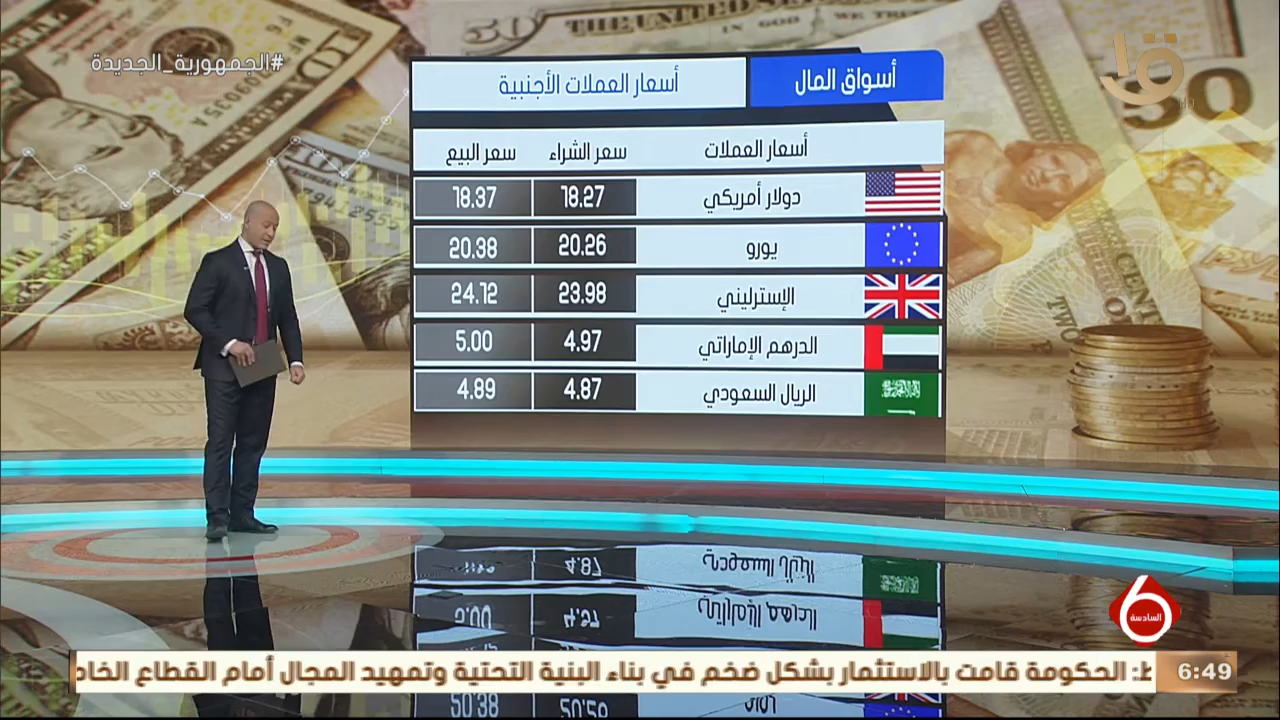 #الجمهورية_الجديدة
أسواق المال
أسعار العملات الأجنبية
أسعار العملات سعر الشراء سعر البيع
دولار أمريكي 18.27 18.37
يورو 20.26 20.38
الإسترليني 23.98 24.12
الدرهم الإماراتي 4.97 5.00
الريال السعودي 4.87 4.89
6
السادسة
6:49
الحكومة قامت بالاستثمار بشكل ضخم في بناء البنية التحتية وتمهيد المجال أمام القطاع